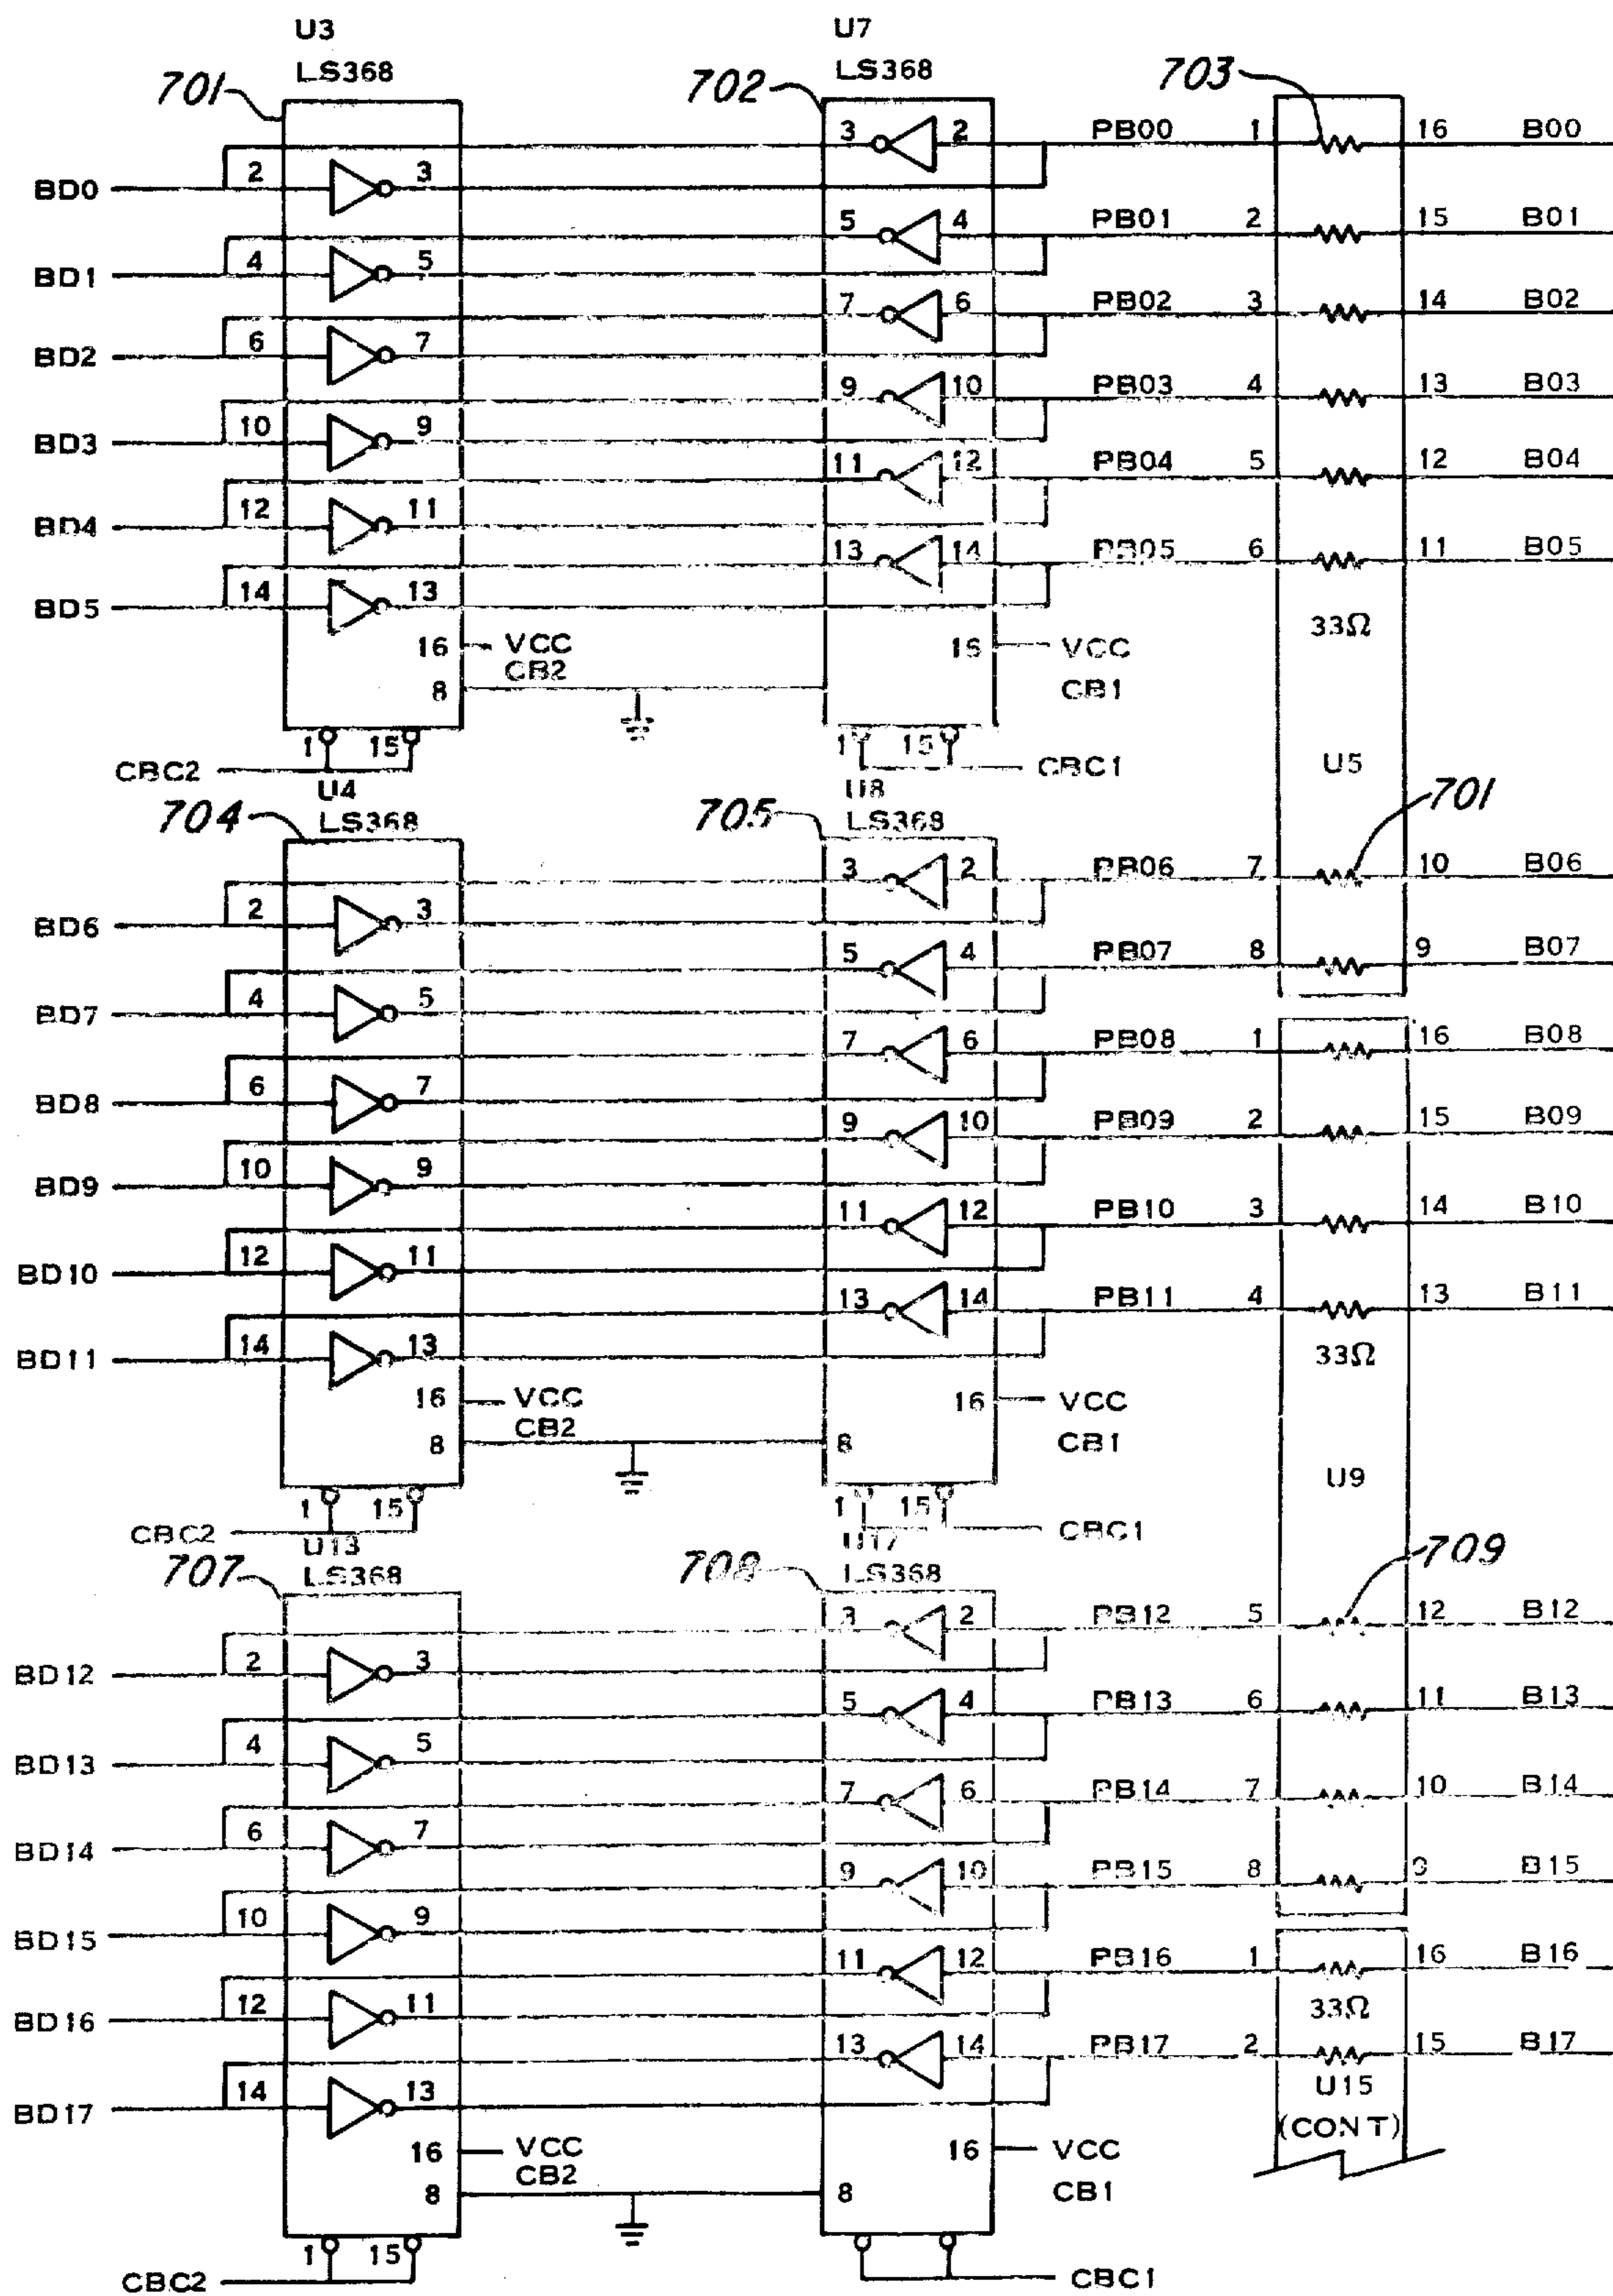 U3 U7
LS368 LS368
701 702 703
3 2 PB00 1 16 B00
BD0 2 3
5 4 PB01 2 15 B01
BD1 4 5
7 6 PB02 3 14 B02
BD2 6 7
9 10 PB03 4 13 B03
BD3 10 9
11 12 PB04 5 12 B04
BD4 12 11
13 14 PB05 6 11 B05
BD5 14 13
33Ω
16 VCC 16 VCC
CB2
8 CB1
1 15 1 15
CBC2 CBC1 U5
U4 U8
704 LS368 705 LS368 701
3 2 PB06 7 10 B06
BD6 2 3
5 4 PB07 8 9 B07
BD7 4 5
7 6 PB08 1 16 B08
BD8 6 7
9 10 PB09 2 15 B09
BD9 10 9
11 12 PB10 3 14 B10
BD10 12 11
13 14 PB11 4 13 B11
BD11 14 13
33Ω
16 VCC 16 VCC
CB2
8 8 CB1
U9
1 15 1 15
CBC2 CBC1
U13 U17
707 LS368 708 LS368 709
3 2 PB12 5 12 B12
BD12 2 3
5 4 PB13 6 11 B13
BD13 4 5
7 6 PB14 7 10 B14
BD14 6 7
9 10 PB15 8 9 B15
BD15 10 9
11 12 PB16 1 16 B16
BD16 12 11
33Ω
13 14 PB17 2 15 B17
BD17 14 13
U15
(CONT)
16 VCC 16 VCC
CB2
8 8 CB1
1 15
CBC2 CBC1